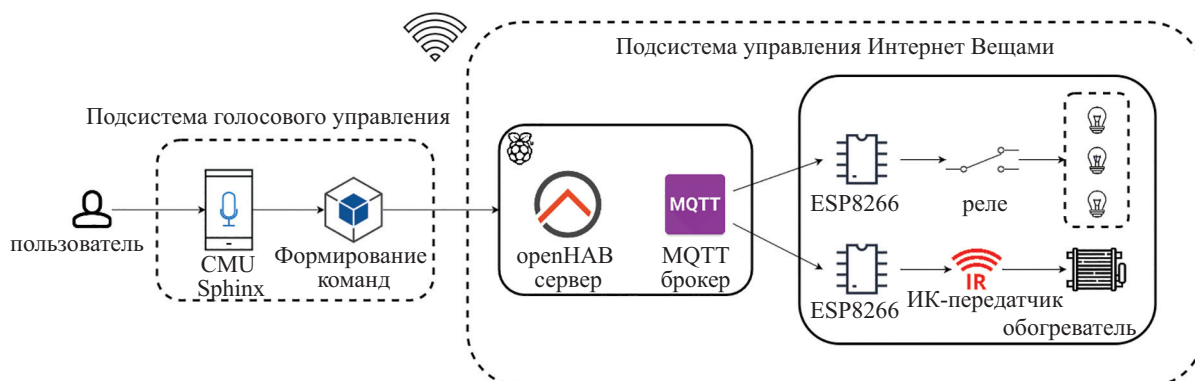 Подсистема управления Интернет Вещами
Подсистема голосового управления
пользователь
CMU
Sphinx
Формирование
команд
openHAB
сервер
MQTT
MQTT
брокер
ESP8266
реле
ESP8266
IR
ИК-передатчик
обогреватель